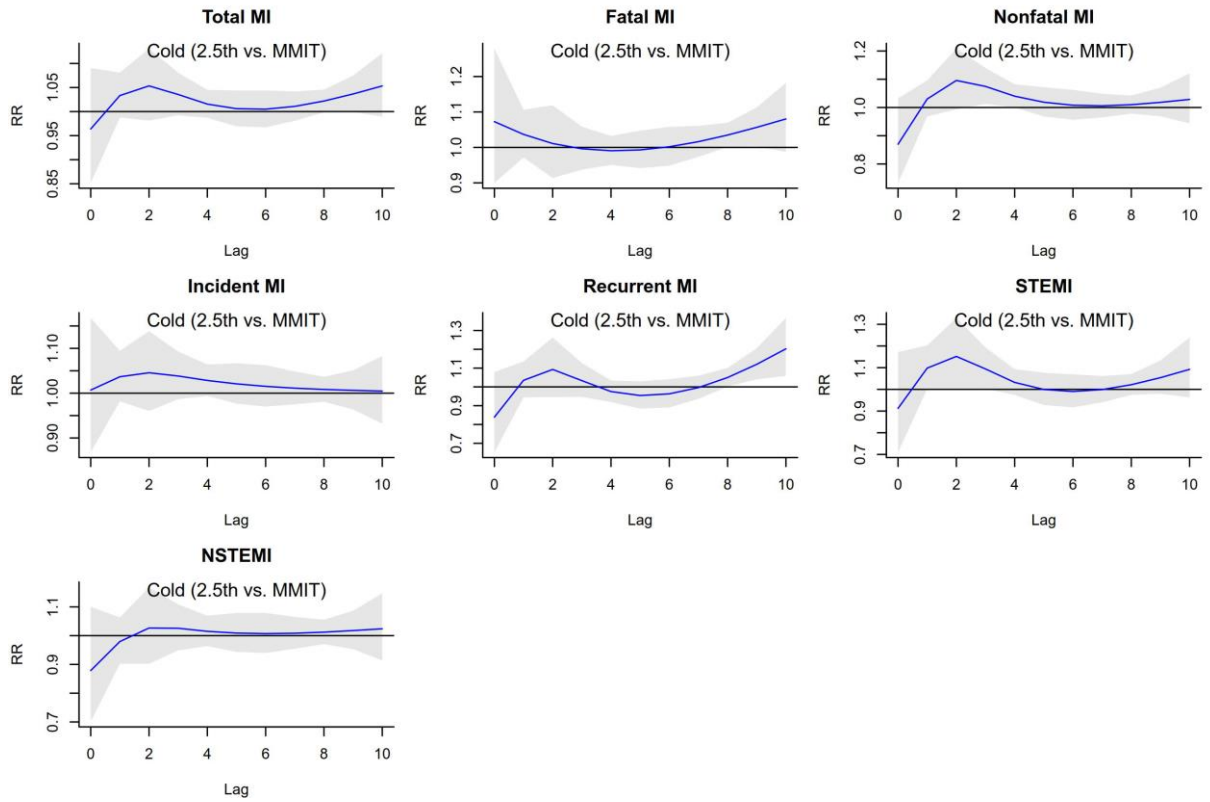 Total MI
Cold (2.5th vs. MMIT)
RR
0.85 0.95 1.05
0 2 4 6 8 10
Lag
Fatal MI
Cold (2.5th vs. MMIT)
RR
0.9 1.0 1.1 1.2
0 2 4 6 8 10
Lag
Nonfatal MI
Cold (2.5th vs. MMIT)
RR
0.8 1.0 1.2
0 2 4 6 8 10
Lag
Incident MI
Cold (2.5th vs. MMIT)
RR
0.90 1.00 1.10
0 2 4 6 8 10
Lag
Recurrent MI
Cold (2.5th vs. MMIT)
RR
0.7 0.9 1.1 1.3
0 2 4 6 8 10
Lag
STEMI
Cold (2.5th vs. MMIT)
RR
0.7 0.9 1.1 1.3
0 2 4 6 8 10
Lag
NSTEMI
Cold (2.5th vs. MMIT)
RR
0.7 0.9 1.1
0 2 4 6 8 10
Lag